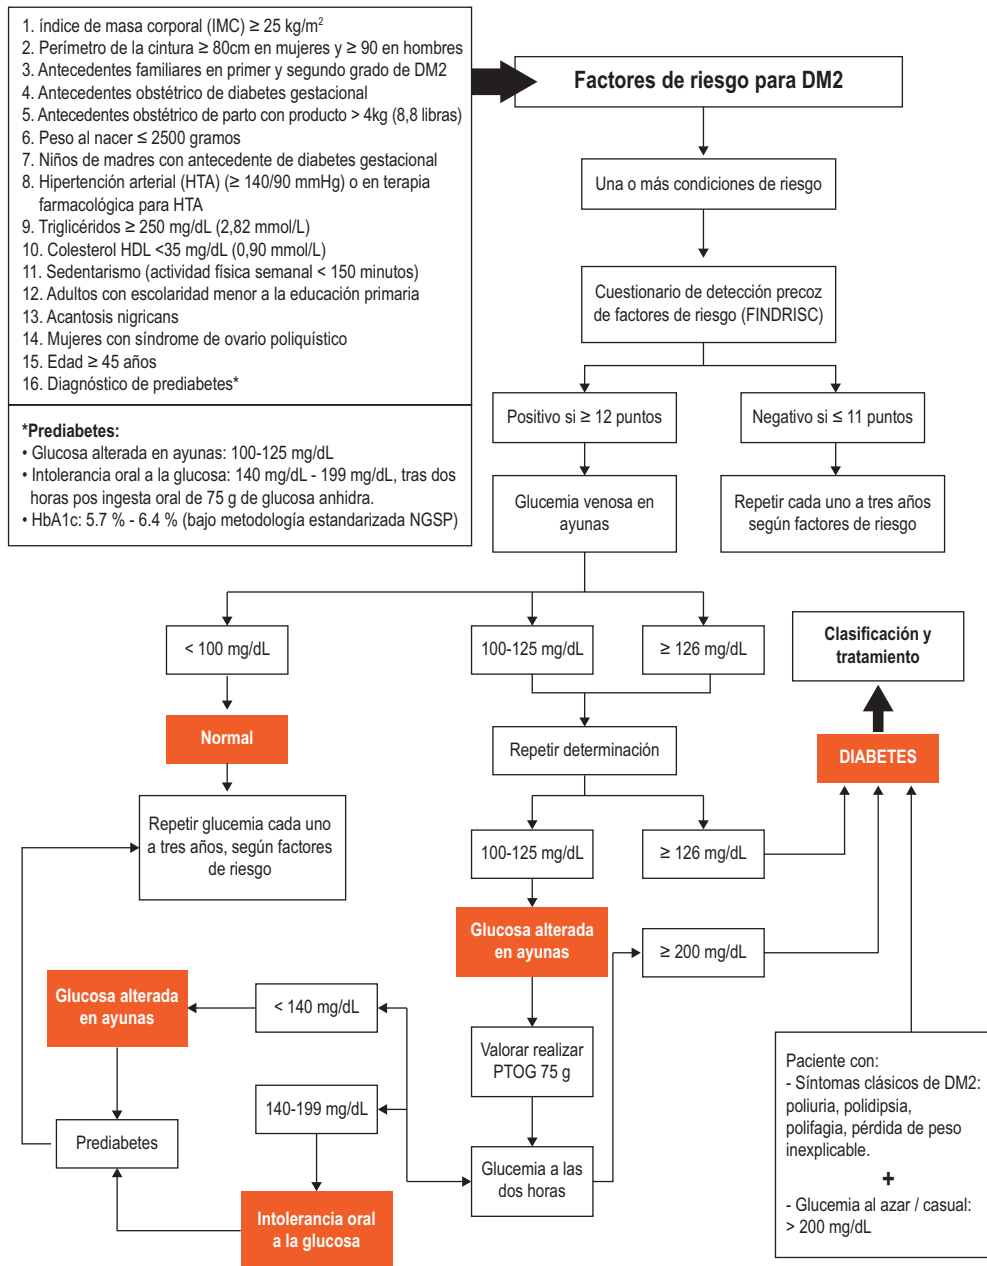 1. índice de masa corporal (IMC) ≥ 25 kg/m²
2. Perímetro de la cintura ≥ 80cm en mujeres y ≥ 90 en hombres
3. Antecedentes familiares en primer y segundo grado de DM2
4. Antecedentes obstétrico de diabetes gestacional
5. Antecedentes obstétrico de parto con producto > 4kg (8,8 libras)
6. Peso al nacer ≤ 2500 gramos
7. Niños de madres con antecedente de diabetes gestacional
8. Hipertención arterial (HTA) (≥ 140/90 mmHg) o en terapia
farmacológica para HTA
9. Triglicéridos ≥ 250 mg/dL (2,82 mmol/L)
10. Colesterol HDL <35 mg/dL (0,90 mmol/L)
11. Sedentarismo (actividad física semanal < 150 minutos)
12. Adultos con escolaridad menor a la educación primaria
13. Acantosis nigricans
14. Mujeres con síndrome de ovario poliquístico
15. Edad ≥ 45 años
16. Diagnóstico de prediabetes*
*Prediabetes:
• Glucosa alterada en ayunas: 100-125 mg/dL
• Intolerancia oral a la glucosa: 140 mg/dL - 199 mg/dL, tras dos
horas pos ingesta oral de 75 g de glucosa anhidra.
• HbA1c: 5.7 % - 6.4 % (bajo metodología estandarizada NGSP)
Factores de riesgo para DM2
Una o más condiciones de riesgo
Cuestionario de detección precoz
de factores de riesgo (FINDRISC)
Positivo si ≥ 12 puntos
Negativo si ≤ 11 puntos
Glucemia venosa en
ayunas
Repetir cada uno a tres años
según factores de riesgo
< 100 mg/dL
100-125 mg/dL
≥ 126 mg/dL
Clasificación y
tratamiento
Normal
Repetir determinación
DIABETES
Repetir glucemia cada uno
a tres años, según factores
de riesgo
100-125 mg/dL
≥ 126 mg/dL
Glucosa alterada
en ayunas
≥ 200 mg/dL
Glucosa alterada
en ayunas
< 140 mg/dL
Valorar realizar
PTOG 75 g
140-199 mg/dL
Prediabetes
Glucemia a las
dos horas
Intolerancia oral
a la glucosa
Paciente con:
- Síntomas clásicos de DM2:
poliuria, polidipsia,
polifagia, pérdida de peso
inexplicable.
+
- Glucemia al azar / casual:
> 200 mg/dL